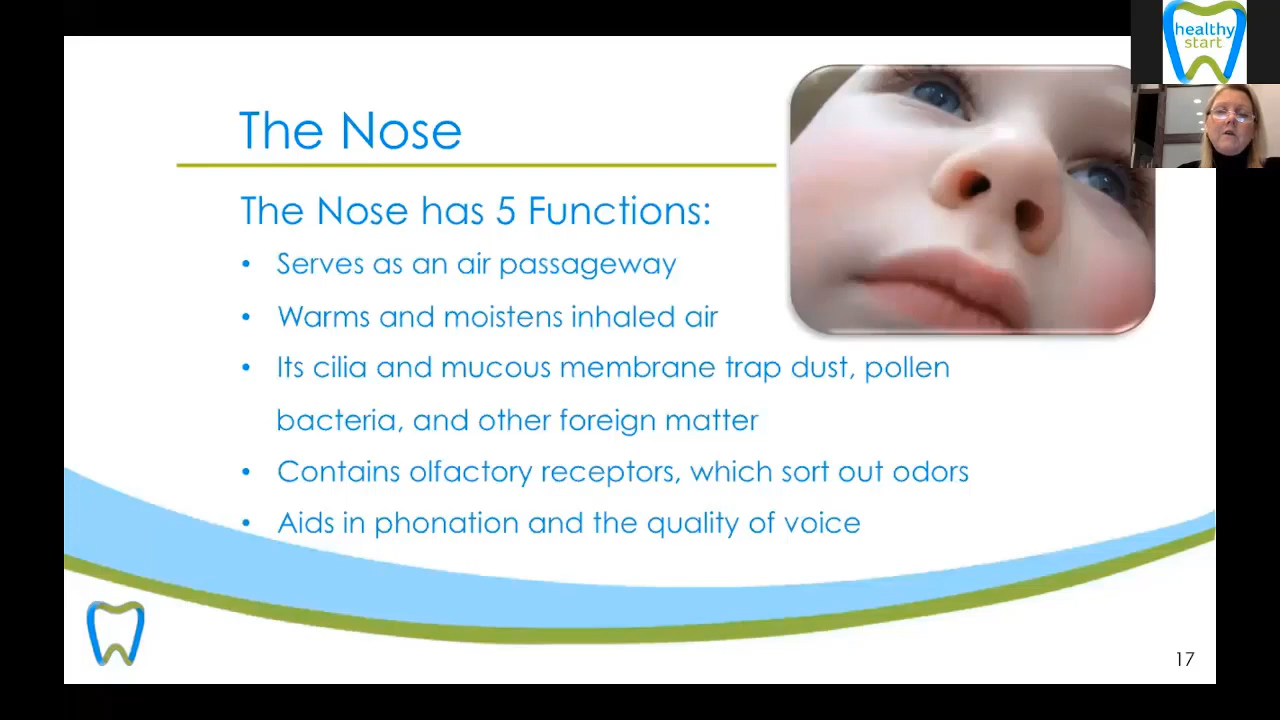 healthy
start
The Nose
The Nose has 5 Functions:
• Serves as an air passageway
• Warms and moistens inhaled air
• Its cilia and mucous membrane trap dust, pollen
bacteria, and other foreign matter
• Contains olfactory receptors, which sort out odors
• Aids in phonation and the quality of voice
17